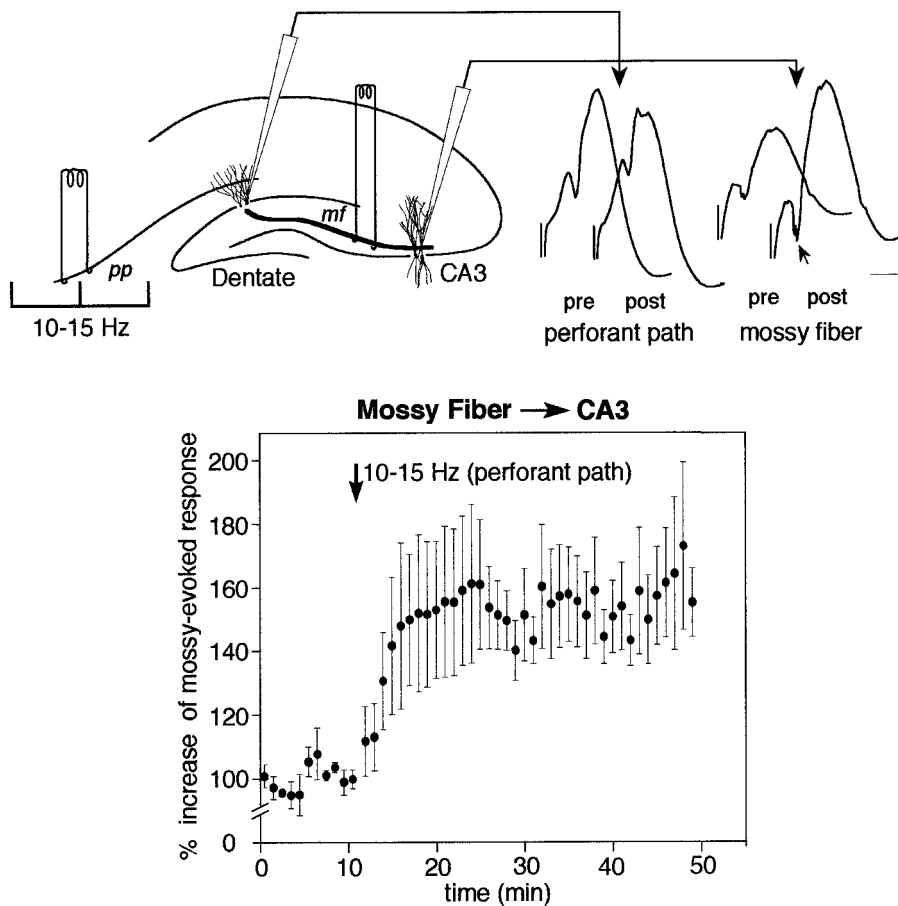 mf
pp
Dentate
CA3
10-15 Hz
pre post
perforant path
pre post
mossy fiber
Mossy Fiber → CA3
% increase of mossy-evoked response
200
180
160
140
120
100
0
10-15 Hz (perforant path)
0 10 20 30 40 50
time (min)